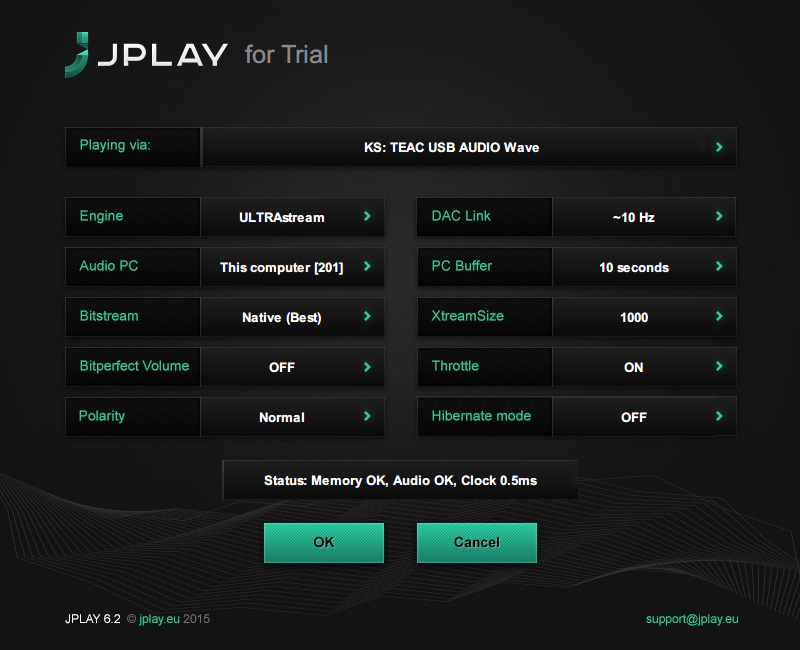 JPLAY for Trial
Playing via: KS: TEAC USB AUDIO Wave
Engine ULTRAstream DAC Link ~10 Hz
Audio PC This computer [201] PC Buffer 10 seconds
Bitstream Native (Best) XtreamSize 1000
Bitperfect Volume OFF Throttle ON
Polarity Normal Hibernate mode OFF
Status: Memory OK, Audio OK, Clock 0.5ms
OK Cancel
JPLAY 6.2 © jplay.eu 2015 support@jplay.eu